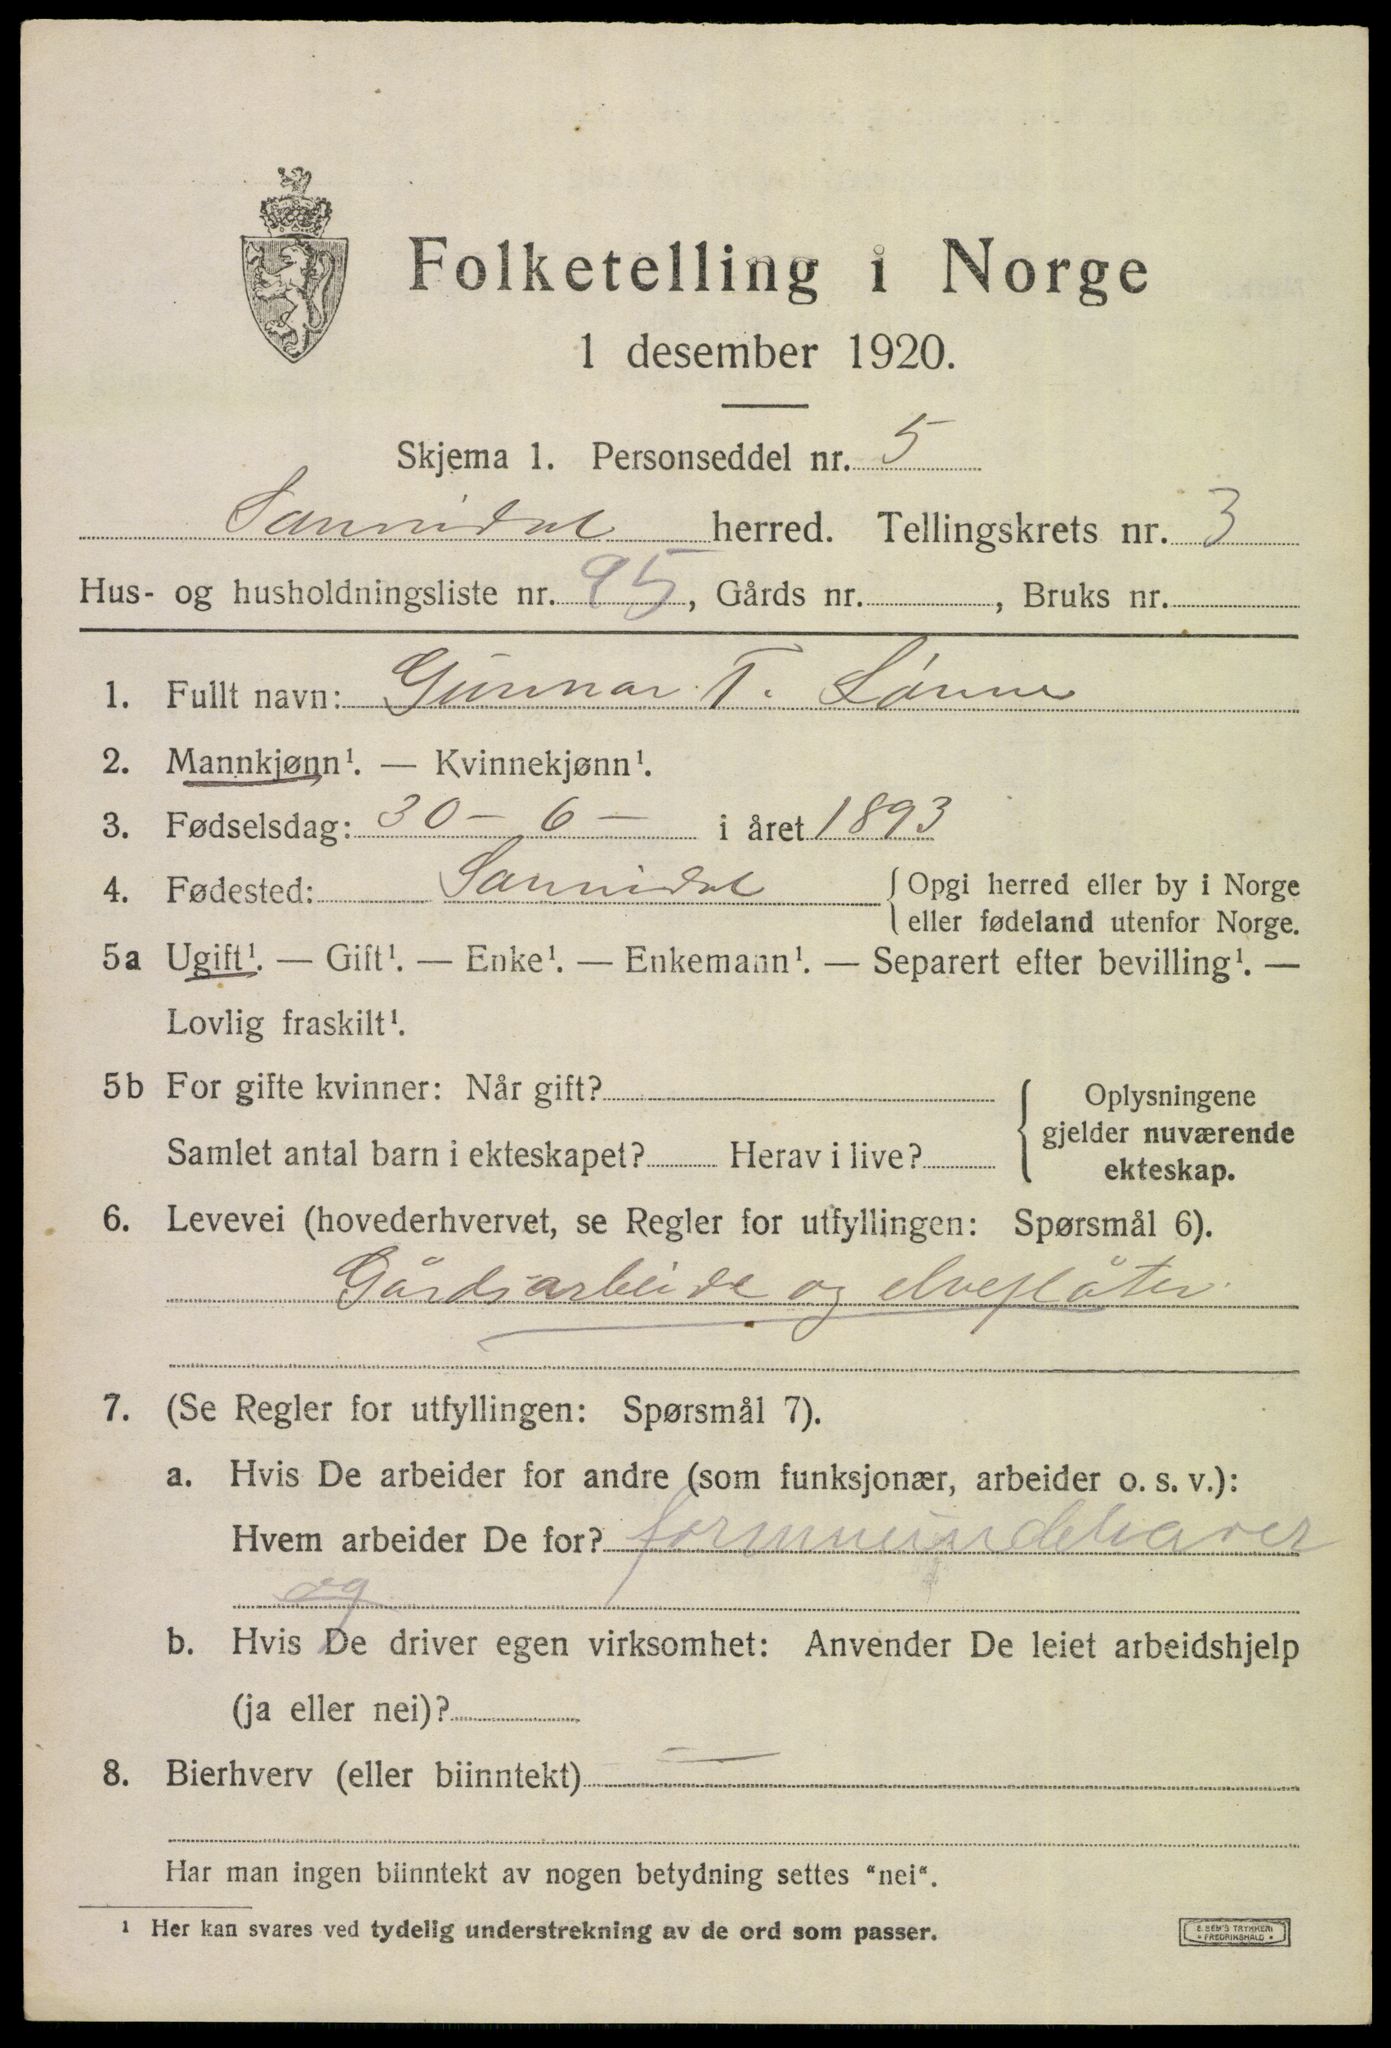 Folketelling i Norge
1 desember 1920.
Skjema 1. Personseddel nr. 5
Sannidal herred. Tellingskrets nr. 3
Hus- og husholdningsliste nr. 95, Gårds nr. , Bruks nr.
1. Fullt navn: Gunnar T. Lønne
2. Mannkjønn¹. — Kvinnekjønn¹.
3. Fødselsdag: 30 - 6 - i året 1893
4. Fødested: Sannidal {Opgi herred eller by i Norge
eller fødeland utenfor Norge.
5a Ugift¹. — Gift¹. — Enke¹. — Enkemann¹. — Separert efter bevilling¹. —
Lovlig fraskilt¹.
5b For gifte kvinner: Når gift? Oplysningene
gjelder nuværende
Samlet antal barn i ekteskapet? Herav i live? ekteskap.
6. Levevei (hovederhvervet, se Regler for utfyllingen: Spørsmål 6).
Gårdsarbeide og elvefløter
7. (Se Regler for utfyllingen: Spørsmål 7).
a. Hvis De arbeider for andre (som funksjonær, arbeider o. s. v.):
Hvem arbeider De for?
og
b. Hvis De driver egen virksomhet: Anvender De leiet arbeidshjelp
(ja eller nei)?
8. Bierhverv (eller biinntekt) —
Har man ingen biinntekt av nogen betydning settes “nei“.
¹ Her kan svares ved tydelig understrekning av de ord som passer.
E. SEM'S TRYKKERI
FREDRIKSHALD